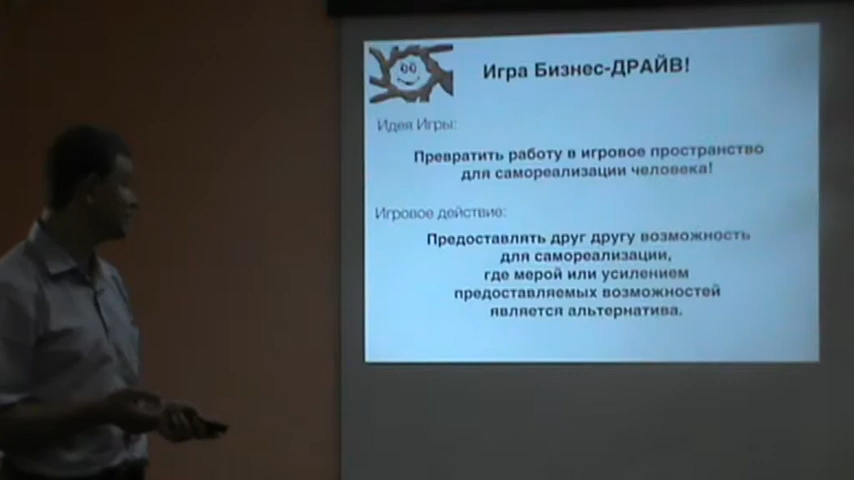 Игра Бизнес-ДРАЙВ!
Идея Игры:
Превратить работу в игровое пространство
для самореализации человека!
Игровое действие:
Предоставлять друг другу возможность
для самореализации,
где мерой или усилением
предоставляемых возможностей
является альтернатива.